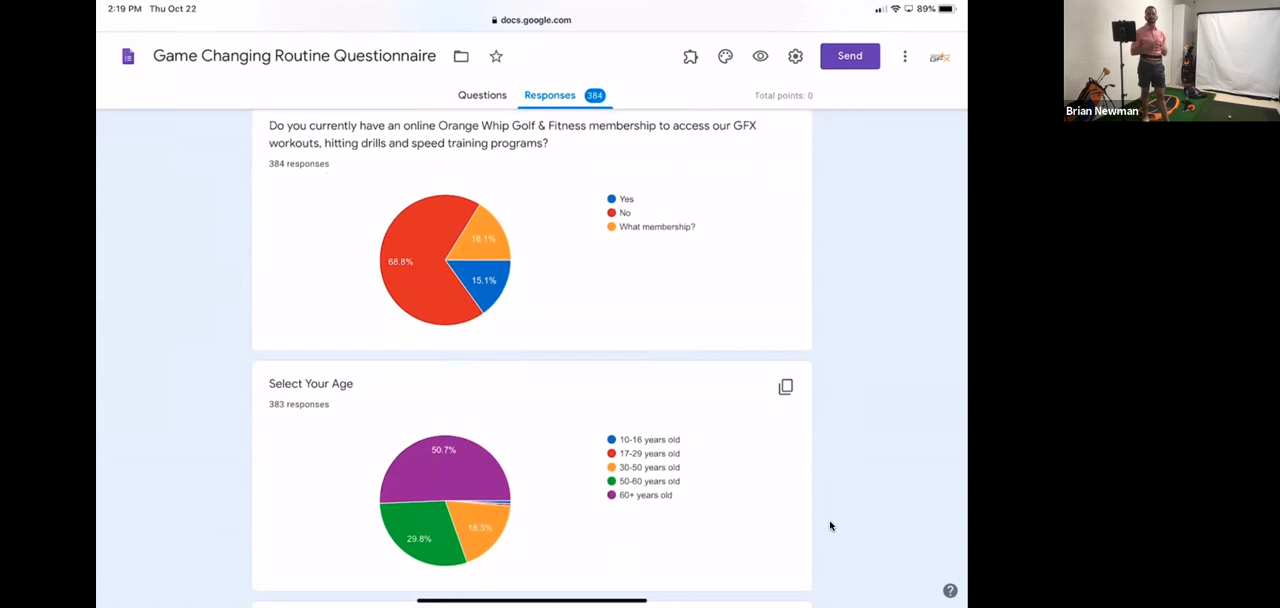 2:19 PM Thu Oct 22
89%
docs.google.com
Game Changing Routine Questionnaire
Send
Questions
Responses 384
Total points: 0
Do you currently have an online Orange Whip Golf & Fitness membership to access our GFX
workouts, hitting drills and speed training programs?
384 responses
Yes
No
What membership?
16.1%
68.8%
15.1%
Select Your Age
383 responses
10-16 years old
17-29 years old
30-50 years old
50-60 years old
60+ years old
50.7%
18.3%
29.8%
?
Brian Newman